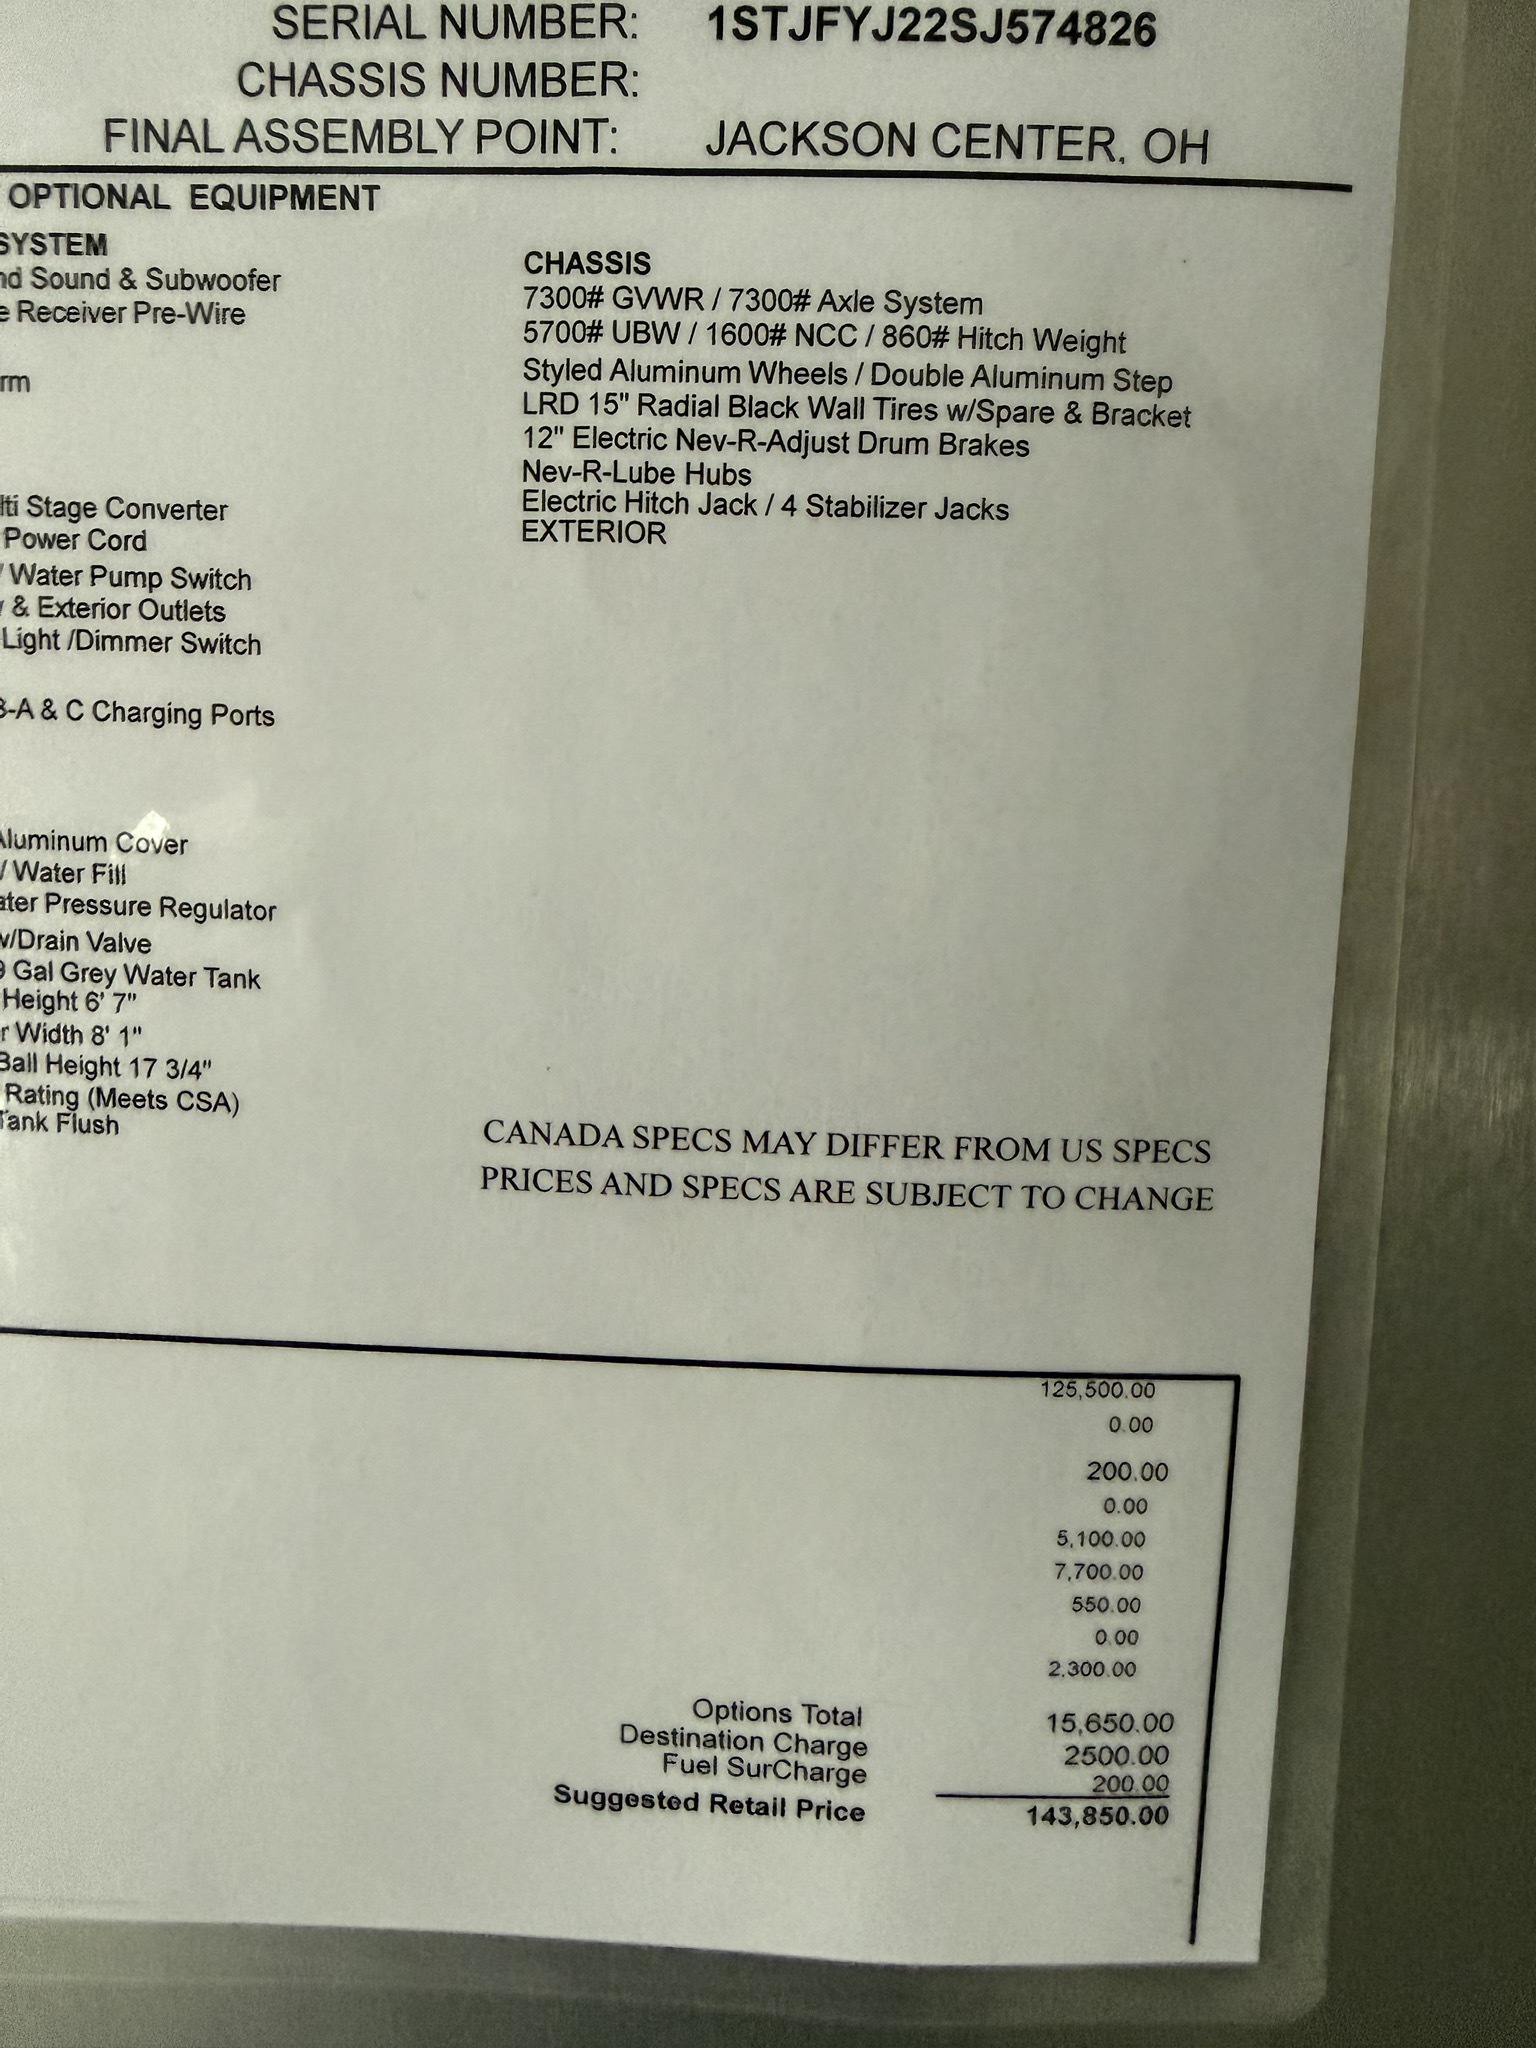 SERIAL NUMBER: 1STJFYJ22SJ574826
CHASSIS NUMBER:
FINAL ASSEMBLY POINT: JACKSON CENTER, OH
OPTIONAL EQUIPMENT
SYSTEM
Sound & Subwoofer
Receiver Pre-Wire
Stage Converter
Power Cord
Water Pump Switch
& Exterior Outlets
Light /Dimmer Switch
& C Charging Ports
Aluminum Cover
Water Fill
Pressure Regulator
w/Drain Valve
Gal Grey Water Tank
Height 6' 7"
Width 8' 1"
Ball Height 17 3/4"
Rating (Meets CSA)
Tank Flush
CHASSIS
7300# GVWR / 7300# Axle System
5700# UBW / 1600# NCC / 860# Hitch Weight
Styled Aluminum Wheels / Double Aluminum Step
LRD 15" Radial Black Wall Tires w/Spare & Bracket
12" Electric Nev-R-Adjust Drum Brakes
Nev-R-Lube Hubs
Electric Hitch Jack / 4 Stabilizer Jacks
EXTERIOR
CANADA SPECS MAY DIFFER FROM US SPECS
PRICES AND SPECS ARE SUBJECT TO CHANGE
125,500.00
0.00
200.00
0.00
5,100.00
7,700.00
550.00
0.00
2,300.00
Options Total 15,650.00
Destination Charge 2500.00
Fuel SurCharge 200.00
Suggested Retail Price 143,850.00